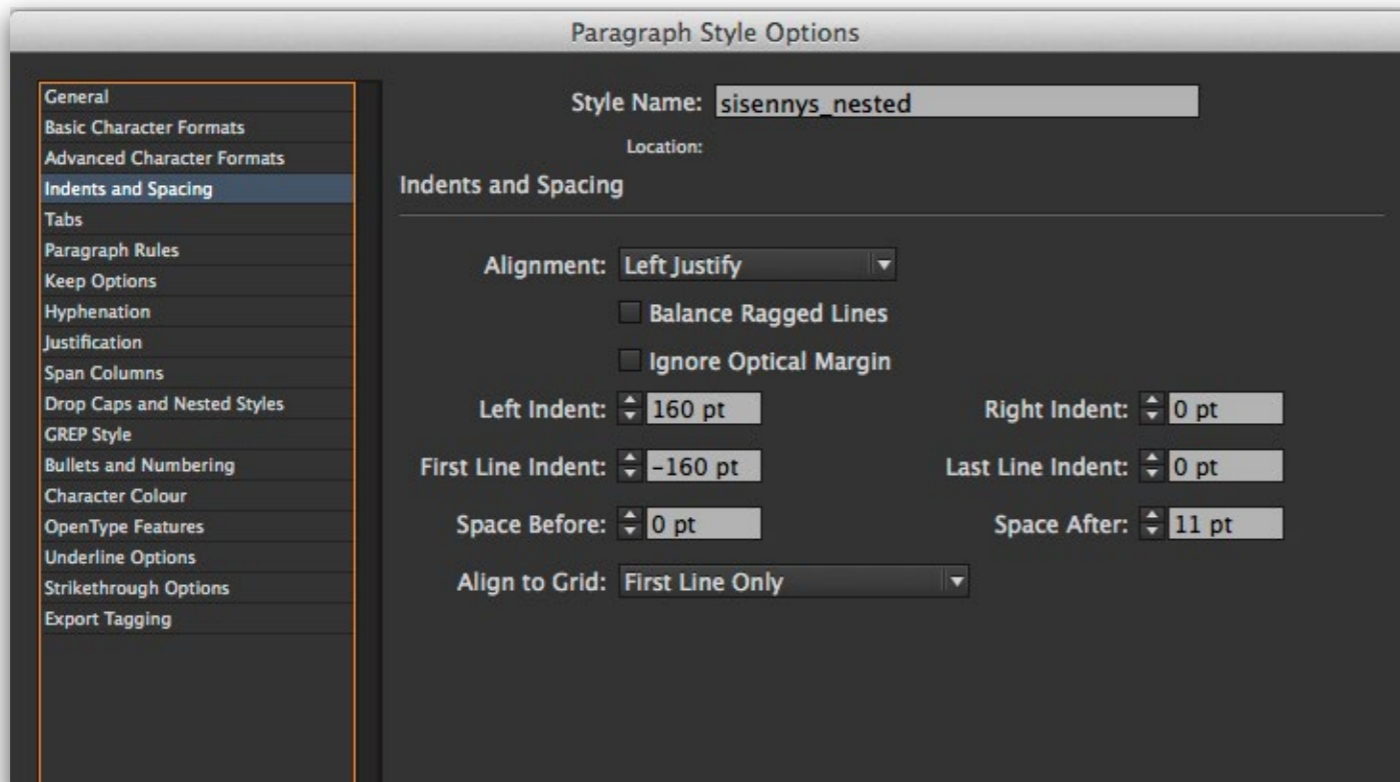 Paragraph Style Options
General
Basic Character Formats
Advanced Character Formats
Indents and Spacing
Tabs
Paragraph Rules
Keep Options
Hyphenation
Justification
Span Columns
Drop Caps and Nested Styles
GREP Style
Bullets and Numbering
Character Colour
OpenType Features
Underline Options
Strikethrough Options
Export Tagging
Style Name: sisennys_nested
Location:
Indents and Spacing
Alignment: Left Justify
Balance Ragged Lines
Ignore Optical Margin
Left Indent: 160 pt Right Indent: 0 pt
First Line Indent: -160 pt Last Line Indent: 0 pt
Space Before: 0 pt Space After: 11 pt
Align to Grid: First Line Only